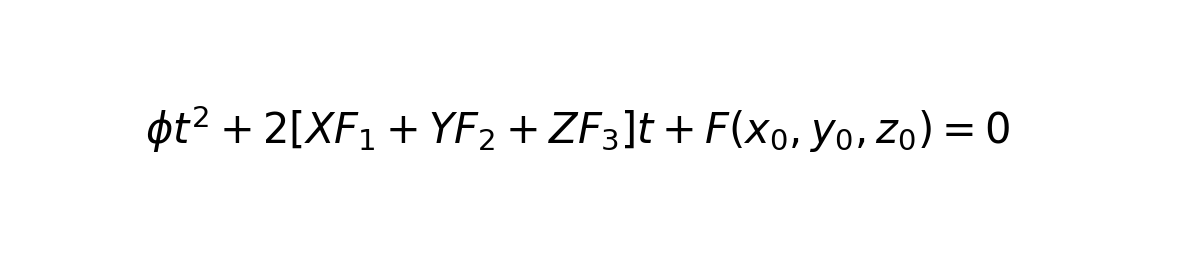 ϕt² + 2[XF₁ + YF₂ + ZF₃]t + F(x₀, y₀, z₀) = 0